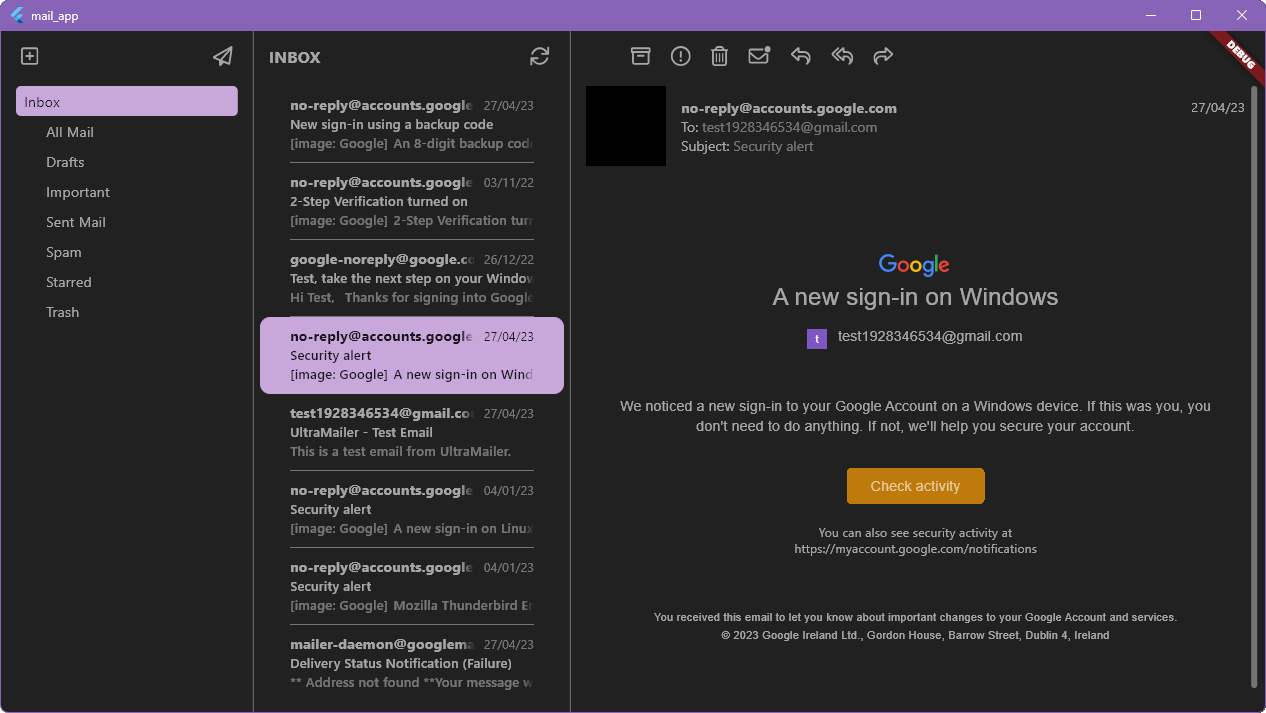 mail_app
DEBUG
Inbox
All Mail
Drafts
Important
Sent Mail
Spam
Starred
Trash
INBOX
no-reply@accounts.google 27/04/23
New sign-in using a backup code
[image: Google] An 8-digit backup code
no-reply@accounts.google 03/11/22
2-Step Verification turned on
[image: Google] 2-Step Verification turn
google-noreply@google.co 26/12/22
Test, take the next step on your Window
Hi Test, Thanks for signing into Google
no-reply@accounts.google 27/04/23
Security alert
[image: Google] A new sign-in on Wind
test1928346534@gmail.co 27/04/23
UltraMailer - Test Email
This is a test email from UltraMailer.
no-reply@accounts.google 04/01/23
Security alert
[image: Google] A new sign-in on Linux
no-reply@accounts.google 04/01/23
Security alert
[image: Google] Mozilla Thunderbird Em
mailer-daemon@googlema 27/04/23
Delivery Status Notification (Failure)
** Address not found **Your message w
no-reply@accounts.google.com 27/04/23
To: test1928346534@gmail.com
Subject: Security alert
Google
A new sign-in on Windows
t test1928346534@gmail.com
We noticed a new sign-in to your Google Account on a Windows device. If this was you, you
don't need to do anything. If not, we'll help you secure your account.
Check activity
You can also see security activity at
https://myaccount.google.com/notifications
You received this email to let you know about important changes to your Google Account and services.
© 2023 Google Ireland Ltd., Gordon House, Barrow Street, Dublin 4, Ireland